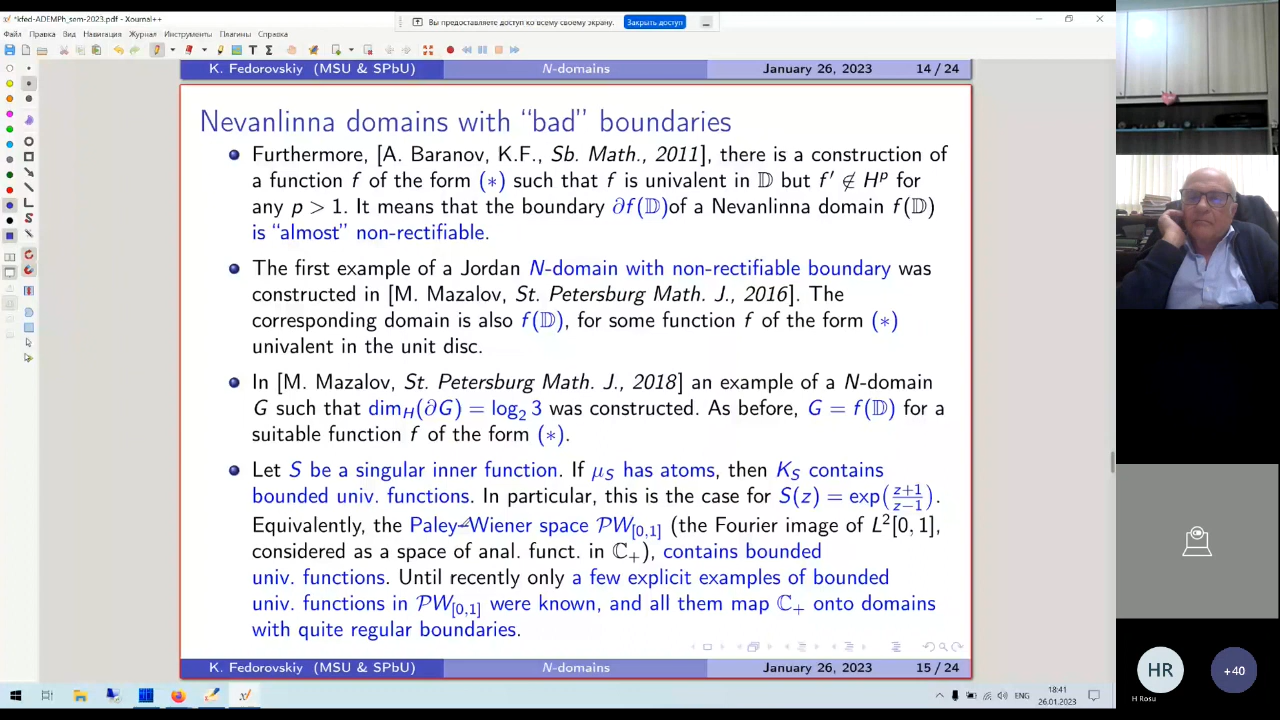 *kfed-ADEMPh_sem-2023.pdf - Xournal++
Вы предоставляете доступ ко всему своему экрану. Закрыть доступ
Файл Правка Вид Навигация Журнал Инструменты Плагины Справка
K. Fedorovskiy (MSU & SPbU) N-domains January 26, 2023 14 / 24
Nevanlinna domains with “bad” boundaries
Furthermore, [A. Baranov, K.F., Sb. Math., 2011], there is a construction of
a function f of the form (∗) such that f is univalent in 𝔻 but f′ ∉ Hᵖ for
any p > 1. It means that the boundary ∂f(𝔻)of a Nevanlinna domain f(𝔻)
is “almost” non-rectifiable.
The first example of a Jordan N-domain with non-rectifiable boundary was
constructed in [M. Mazalov, St. Petersburg Math. J., 2016]. The
corresponding domain is also f(𝔻), for some function f of the form (∗)
univalent in the unit disc.
In [M. Mazalov, St. Petersburg Math. J., 2018] an example of a N-domain
G such that dim_H(∂G) = log₂ 3 was constructed. As before, G = f(𝔻) for a
suitable function f of the form (∗).
Let S be a singular inner function. If μ_S has atoms, then K_S contains
bounded univ. functions. In particular, this is the case for S(z) = exp(z+1/z−1).
Equivalently, the Paley–Wiener space 𝒫W_[0,1] (the Fourier image of L²[0, 1],
considered as a space of anal. funct. in ℂ₊), contains bounded
univ. functions. Until recently only a few explicit examples of bounded
univ. functions in 𝒫W_[0,1] were known, and all them map ℂ₊ onto domains
with quite regular boundaries.
K. Fedorovskiy (MSU & SPbU) N-domains January 26, 2023 15 / 24
HR
H Rosu
+40
ENG
18:41
26.01.2023